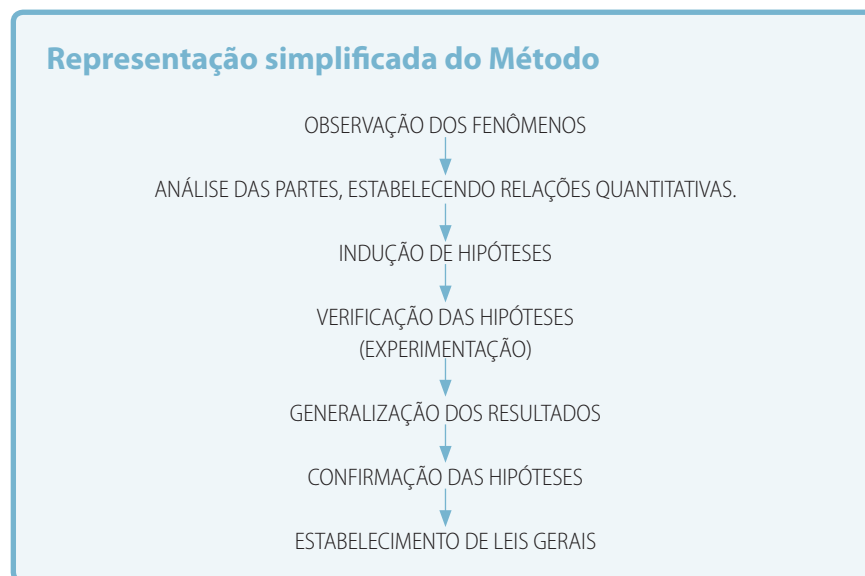 Representação simplificada do Método
OBSERVAÇÃO DOS FENÔMENOS
ANÁLISE DAS PARTES, ESTABELECENDO RELAÇÕES QUANTITATIVAS.
INDUÇÃO DE HIPÓTESES
VERIFICAÇÃO DAS HIPÓTESES
(EXPERIMENTAÇÃO)
GENERALIZAÇÃO DOS RESULTADOS
CONFIRMAÇÃO DAS HIPÓTESES
ESTABELECIMENTO DE LEIS GERAIS